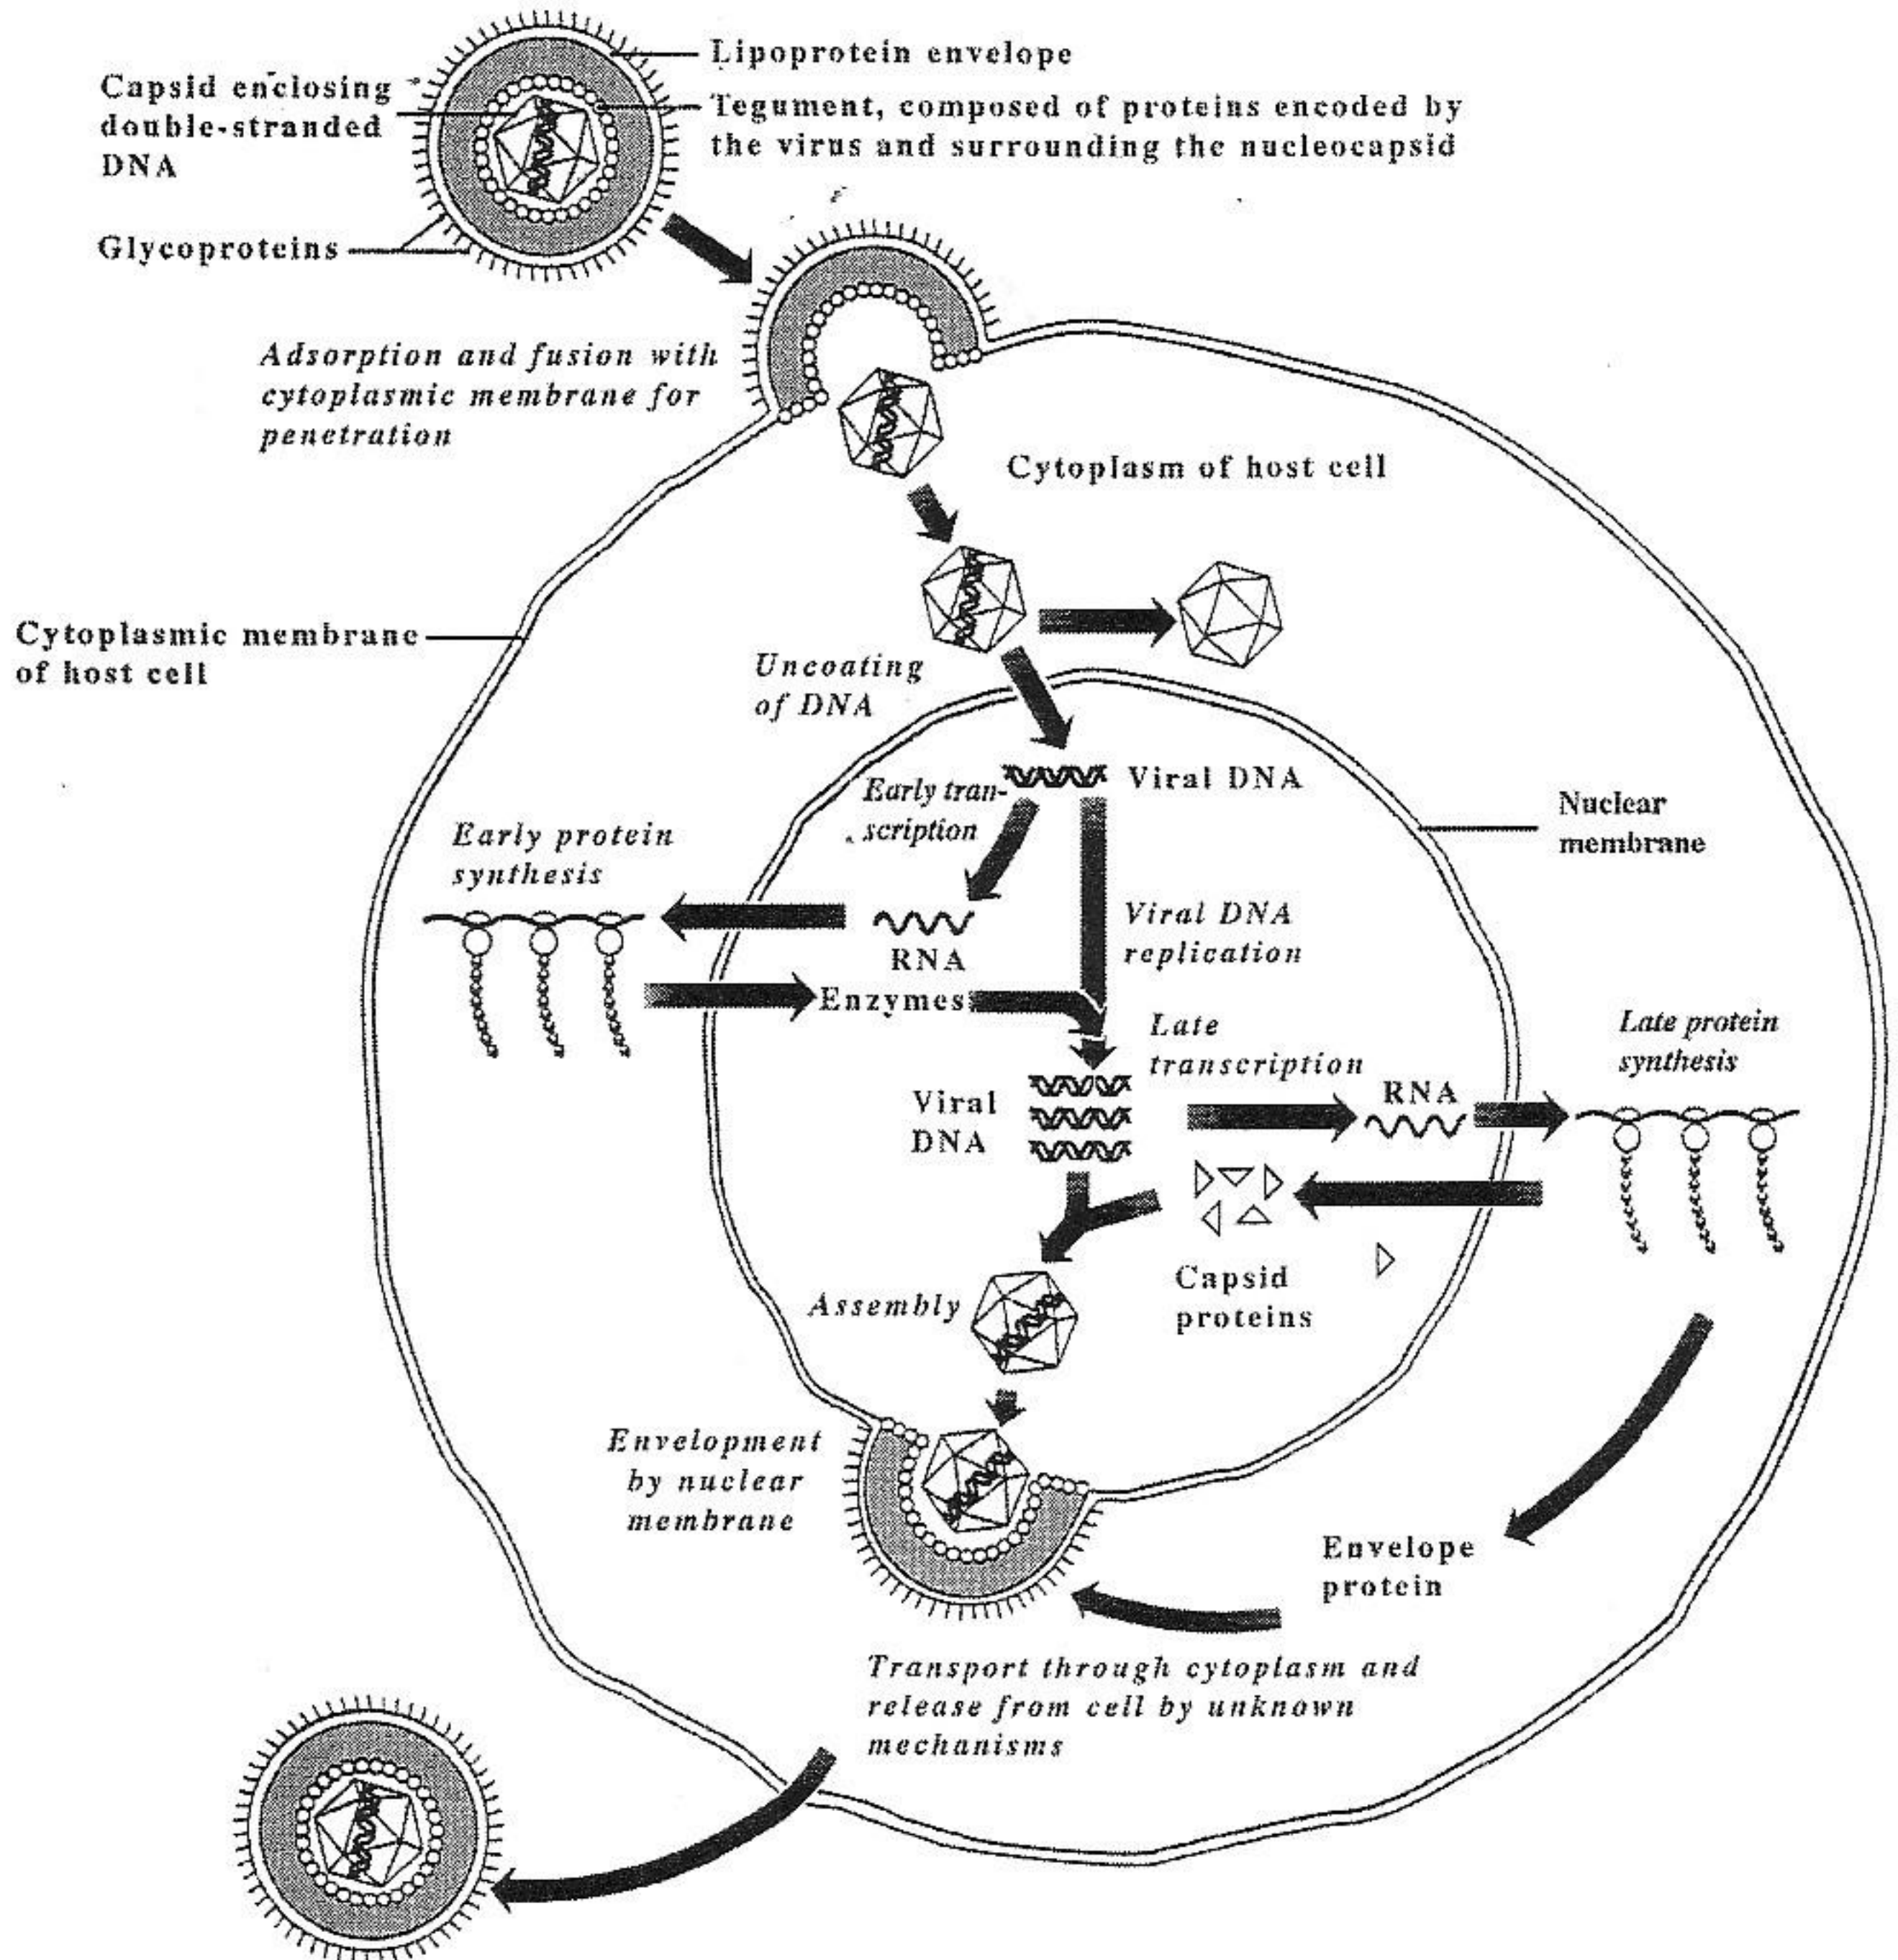 Lipoprotein envelope
Capsid enclosing
double-stranded
DNA
Tegument, composed of proteins encoded by
the virus and surrounding the nucleocapsid
Glycoproteins
Adsorption and fusion with
cytoplasmic membrane for
penetration
Cytoplasm of host cell
Cytoplasmic membrane
of host cell
Uncoating
of DNA
Viral DNA
Early tran-
scription
Nuclear
membrane
Early protein
synthesis
Viral DNA
replication
RNA
Enzymes
Late
transcription
Late protein
synthesis
RNA
Viral
DNA
Capsid
proteins
Assembly
Envelopment
by nuclear
membrane
Envelope
protein
Transport through cytoplasm and
release from cell by unknown
mechanisms